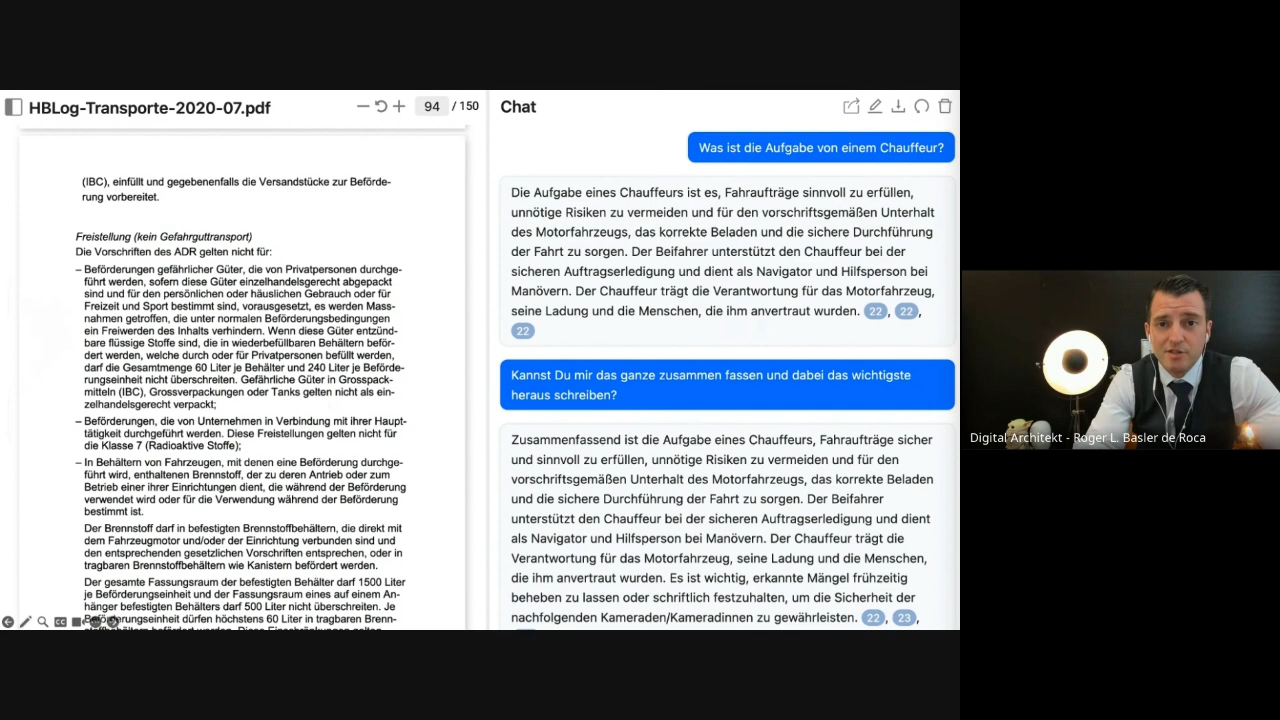 HBLog-Transporte-2020-07.pdf
94 / 150
(IBC), einfüllt und gegebenenfalls die Versandstücke zur Beförde-
rung vorbereitet.
Freistellung (kein Gefahrguttransport)
Die Vorschriften des ADR gelten nicht für:
– Beförderungen gefährlicher Güter, die von Privatpersonen durchge-
führt werden, sofern diese Güter einzelhandelsgerecht abgepackt
sind und für den persönlichen oder häuslichen Gebrauch oder für
Freizeit und Sport bestimmt sind, vorausgesetzt, es werden Mass-
nahmen getroffen, die unter normalen Beförderungsbedingungen
ein Freiwerden des Inhalts verhindern. Wenn diese Güter entzünd-
bare flüssige Stoffe sind, die in wiederbefüllbaren Behältern beför-
dert werden, welche durch oder für Privatpersonen befüllt werden,
darf die Gesamtmenge 60 Liter je Behälter und 240 Liter je Beförde-
rungseinheit nicht überschreiten. Gefährliche Güter in Grosspack-
mitteln (IBC), Grossverpackungen oder Tanks gelten nicht als ein-
zelhandelsgerecht verpackt;
– Beförderungen, die von Unternehmen in Verbindung mit ihrer Haupt-
tätigkeit durchgeführt werden. Diese Freistellungen gelten nicht für
die Klasse 7 (Radioaktive Stoffe);
– In Behältern von Fahrzeugen, mit denen eine Beförderung durchge-
führt wird, enthaltenen Brennstoff, der zu deren Antrieb oder zum
Betrieb einer ihrer Einrichtungen dient, die während der Beförderung
verwendet wird oder für die Verwendung während der Beförderung
bestimmt ist.
Der Brennstoff darf in befestigten Brennstoffbehältern, die direkt mit
dem Fahrzeugmotor und/oder der Einrichtung verbunden sind und
den entsprechenden gesetzlichen Vorschriften entsprechen, oder in
tragbaren Brennstoffbehältern wie Kanistern befördert werden.
Der gesamte Fassungsraum der befestigten Behälter darf 1500 Liter
je Beförderungseinheit und der Fassungsraum eines auf einem An-
hänger befestigten Behälters darf 500 Liter nicht überschreiten. Je
Beförderungseinheit dürfen höchstens 60 Liter in tragbaren Brenn-
Chat
Was ist die Aufgabe von einem Chauffeur?
Die Aufgabe eines Chauffeurs ist es, Fahraufträge sinnvoll zu erfüllen,
unnötige Risiken zu vermeiden und für den vorschriftsgemäßen Unterhalt
des Motorfahrzeugs, das korrekte Beladen und die sichere Durchführung
der Fahrt zu sorgen. Der Beifahrer unterstützt den Chauffeur bei der
sicheren Auftragserledigung und dient als Navigator und Hilfsperson bei
Manövern. Der Chauffeur trägt die Verantwortung für das Motorfahrzeug,
seine Ladung und die Menschen, die ihm anvertraut wurden. 22, 22,
22
Kannst Du mir das ganze zusammen fassen und dabei das wichtigste
heraus schreiben?
Zusammenfassend ist die Aufgabe eines Chauffeurs, Fahraufträge sicher
und sinnvoll zu erfüllen, unnötige Risiken zu vermeiden und für den
vorschriftsgemäßen Unterhalt des Motorfahrzeugs, das korrekte Beladen
und die sichere Durchführung der Fahrt zu sorgen. Der Beifahrer
unterstützt den Chauffeur bei der sicheren Auftragserledigung und dient
als Navigator und Hilfsperson bei Manövern. Der Chauffeur trägt die
Verantwortung für das Motorfahrzeug, seine Ladung und die Menschen,
die ihm anvertraut wurden. Es ist wichtig, erkannte Mängel frühzeitig
beheben zu lassen oder schriftlich festzuhalten, um die Sicherheit der
nachfolgenden Kameraden/Kameradinnen zu gewährleisten. 22, 23,
Digital Architekt - Roger L. Basler de Roca